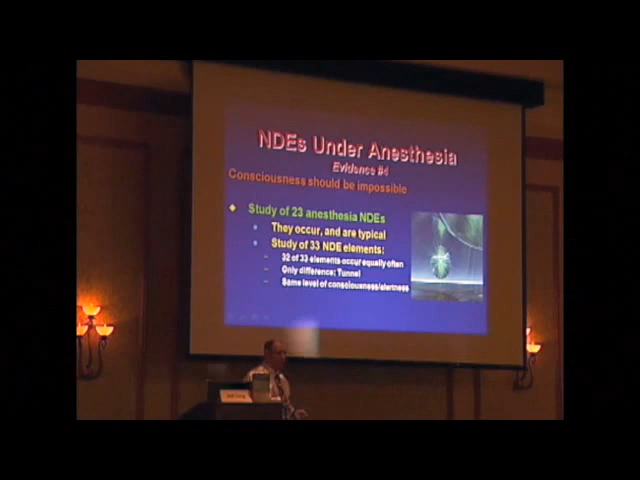 NDEs Under Anesthesia
Evidence #4
Consciousness should be impossible
Study of 23 anesthesia NDEs
They occur, and are typical
Study of 33 NDE elements:
32 of 33 elements occur equally often
Only difference: Tunnel
Same level of consciousness/alertness